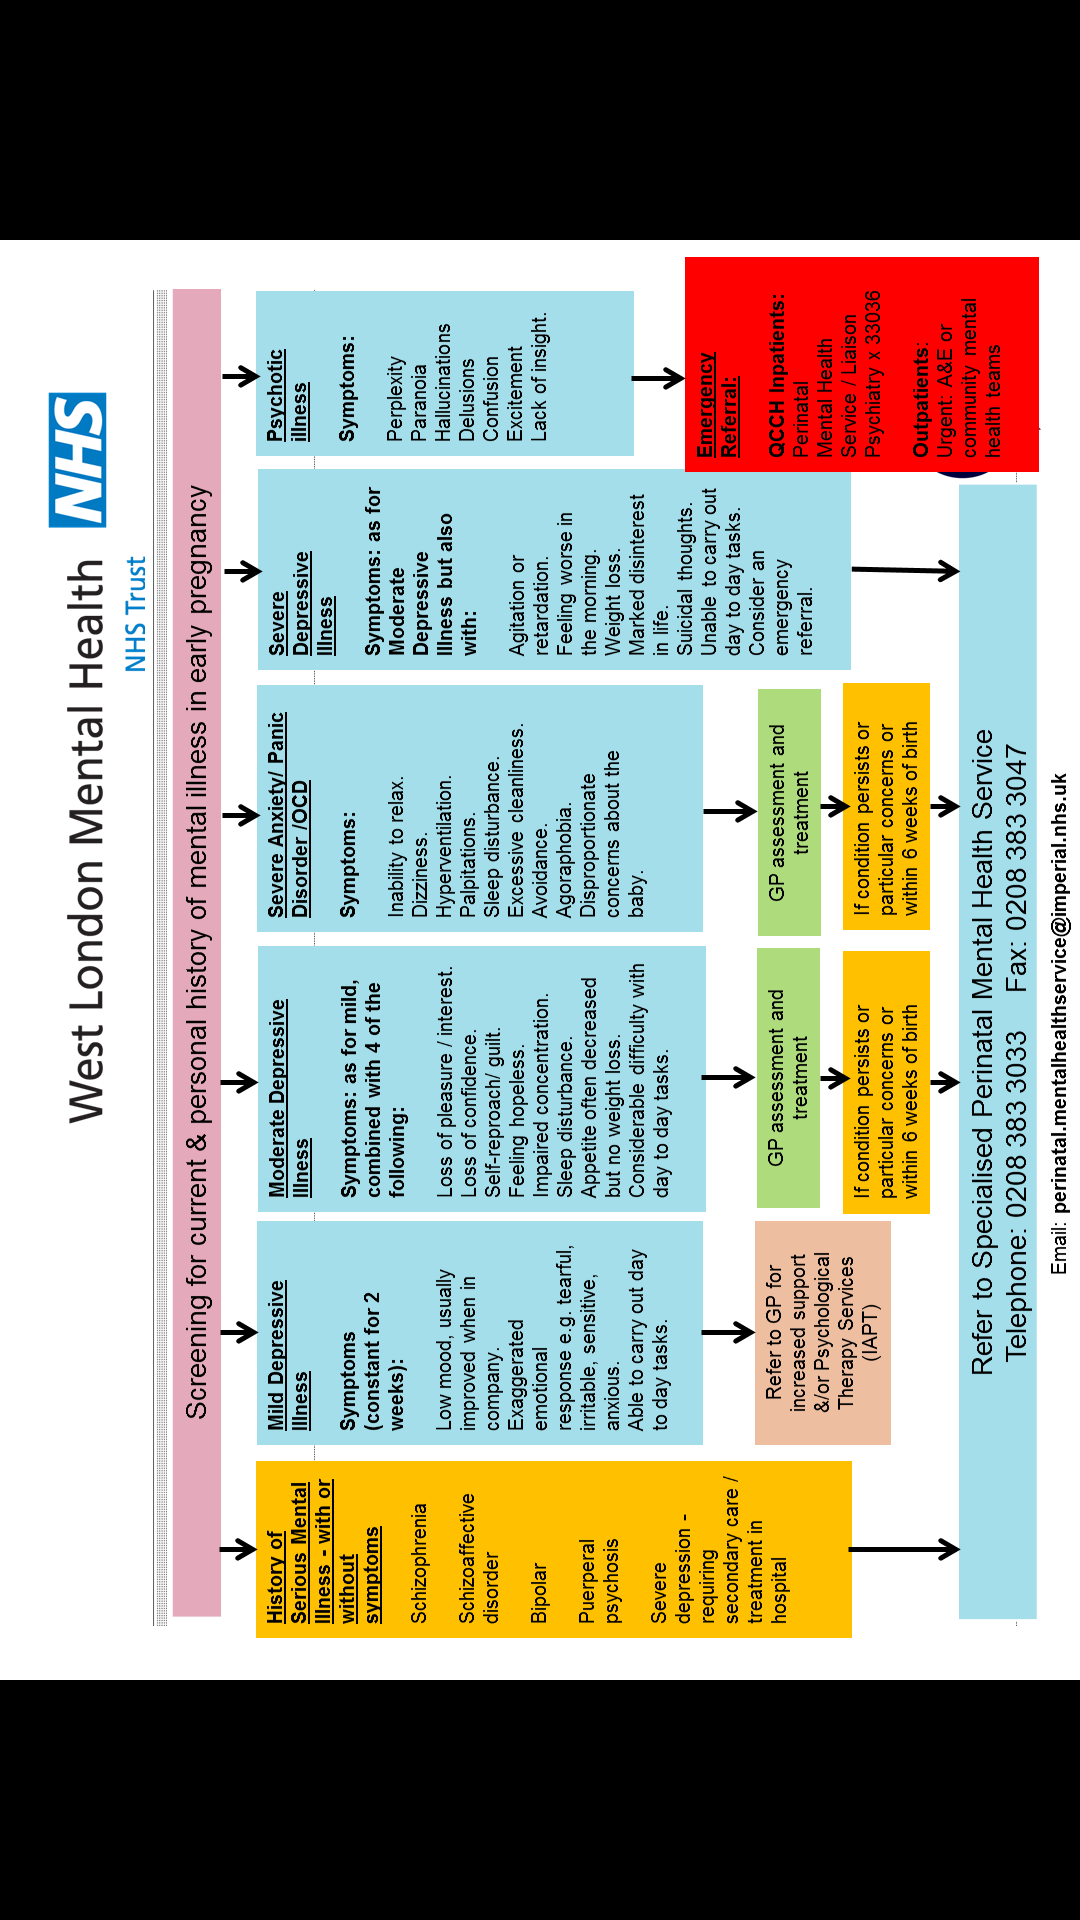 West London Mental Health
NHS
NHS Trust
Screening for current & personal history of mental illness in early pregnancy
History of
Serious Mental
Illness - with or
without
symptoms
Schizophrenia
Schizoaffective
disorder
Bipolar
Puerperal
psychosis
Severe
depression -
requiring
secondary care /
treatment in
hospital
Mild Depressive
Illness
Symptoms
(constant for 2
weeks):
Low mood, usually
improved when in
company.
Exaggerated
emotional
response e.g. tearful,
irritable, sensitive,
anxious.
Able to carry out day
to day tasks.
Refer to GP for
increased support
&/or Psychological
Therapy Services
(IAPT)
Moderate Depressive
Illness
Symptoms: as for mild,
combined with 4 of the
following:
Loss of pleasure / interest.
Loss of confidence.
Self-reproach/ guilt.
Feeling hopeless.
Impaired concentration.
Sleep disturbance.
Appetite often decreased
but no weight loss.
Considerable difficulty with
day to day tasks.
GP assessment and
treatment
If condition persists or
particular concerns or
within 6 weeks of birth
Severe Anxiety/ Panic
Disorder /OCD
Symptoms:
Inability to relax.
Dizziness.
Hyperventilation.
Palpitations.
Sleep disturbance.
Excessive cleanliness.
Avoidance.
Agoraphobia.
Disproportionate
concerns about the
baby.
GP assessment and
treatment
If condition persists or
particular concerns or
within 6 weeks of birth
Severe
Depressive
Illness
Symptoms: as for
Moderate
Depressive
Illness but also
with:
Agitation or
retardation.
Feeling worse in
the morning.
Weight loss.
Marked disinterest
in life.
Suicidal thoughts.
Unable to carry out
day to day tasks.
Consider an
emergency
referral.
Psychotic
illness
Symptoms:
Perplexity
Paranoia
Hallucinations
Delusions
Confusion
Excitement
Lack of insight.
Emergency
Referral:
QCCH Inpatients:
Perinatal
Mental Health
Service / Liaison
Psychiatry x 33036
Outpatients:
Urgent: A&E or
community mental
health teams
Refer to Specialised Perinatal Mental Health Service
Telephone: 0208 383 3033 Fax: 0208 383 3047
Email: perinatal.mentalhealthservice@imperial.nhs.uk